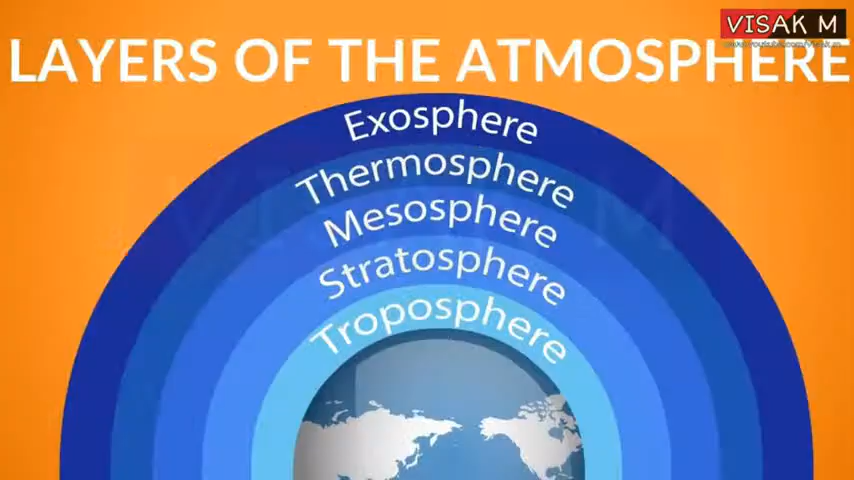 VISAK M
LAYERS OF THE ATMOSPHERE
Exosphere
Thermosphere
Mesosphere
Stratosphere
Troposphere